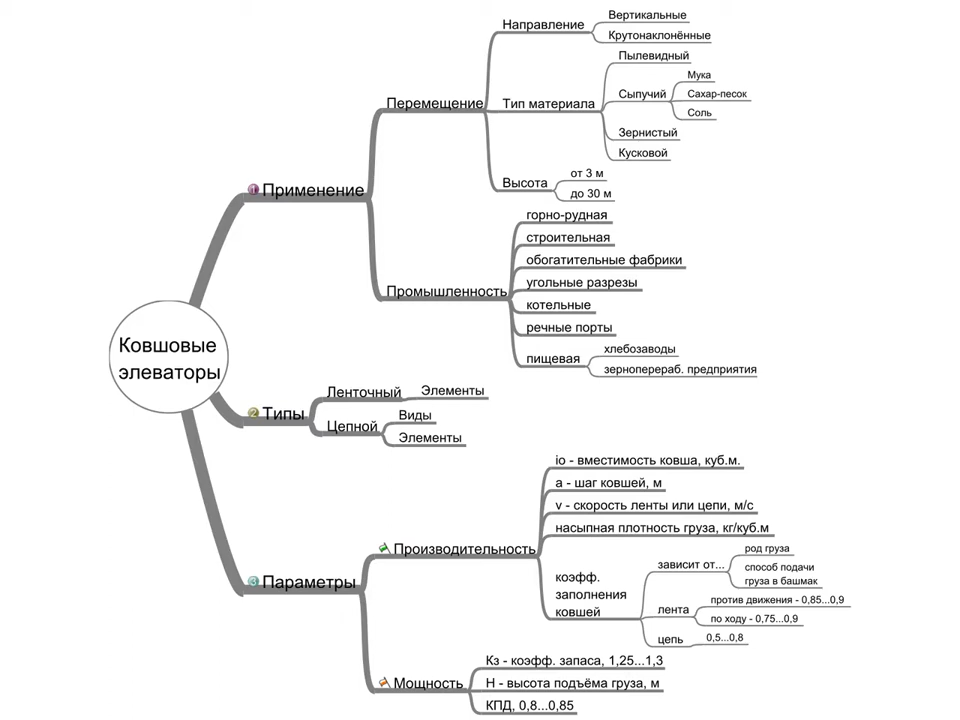 Ковшовые
элеваторы
1 Применение
Перемещение
Направление
Вертикальные
Крутонаклонённые
Тип материала
Пылевидный
Сыпучий
Мука
Сахар-песок
Соль
Зернистый
Кусковой
Высота
от 3 м
до 30 м
Промышленность
горно-рудная
строительная
обогатительные фабрики
угольные разрезы
котельные
речные порты
пищевая
хлебозаводы
зерноперераб. предприятия
2 Типы
Ленточный
Элементы
Цепной
Виды
Элементы
3 Параметры
Производительность
io - вместимость ковша, куб.м.
a - шаг ковшей, м
v - скорость ленты или цепи, м/с
насыпная плотность груза, кг/куб.м
коэфф.
заполнения
ковшей
зависит от...
род груза
способ подачи
груза в башмак
лента
против движения - 0,85...0,9
по ходу - 0,75...0,9
цепь
0,5...0,8
Мощность
Кз - коэфф. запаса, 1,25...1,3
Н - высота подъёма груза, м
КПД, 0,8...0,85